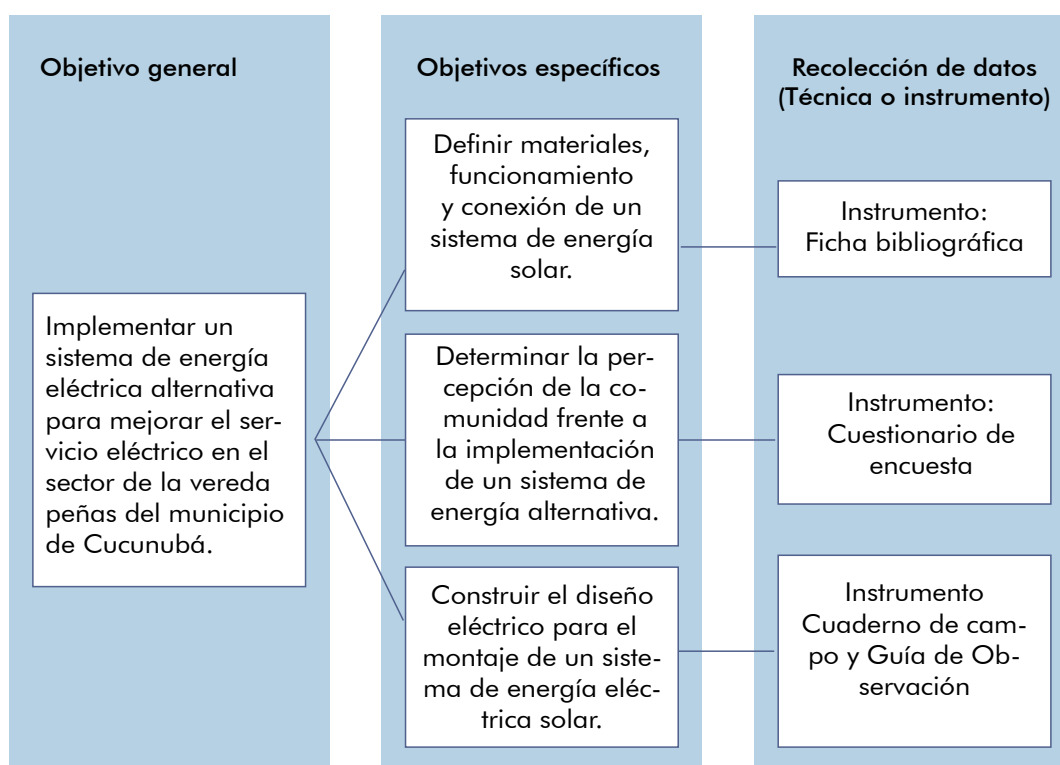 Objetivo general
Implementar un
sistema de energía
eléctrica alternativa
para mejorar el ser-
vicio eléctrico en el
sector de la vereda
peñas del municipio
de Cucunubá.
Objetivos específicos
Definir materiales,
funcionamiento
y conexión de un
sistema de energía
solar.
Determinar la per-
cepción de la co-
munidad frente a
la implementación
de un sistema de
energía alternativa.
Construir el diseño
eléctrico para el
montaje de un siste-
ma de energía eléc-
trica solar.
Recolección de datos
(Técnica o instrumento)
Instrumento:
Ficha bibliográfica
Instrumento:
Cuestionario de
encuesta
Instrumento
Cuaderno de cam-
po y Guía de Ob-
servación